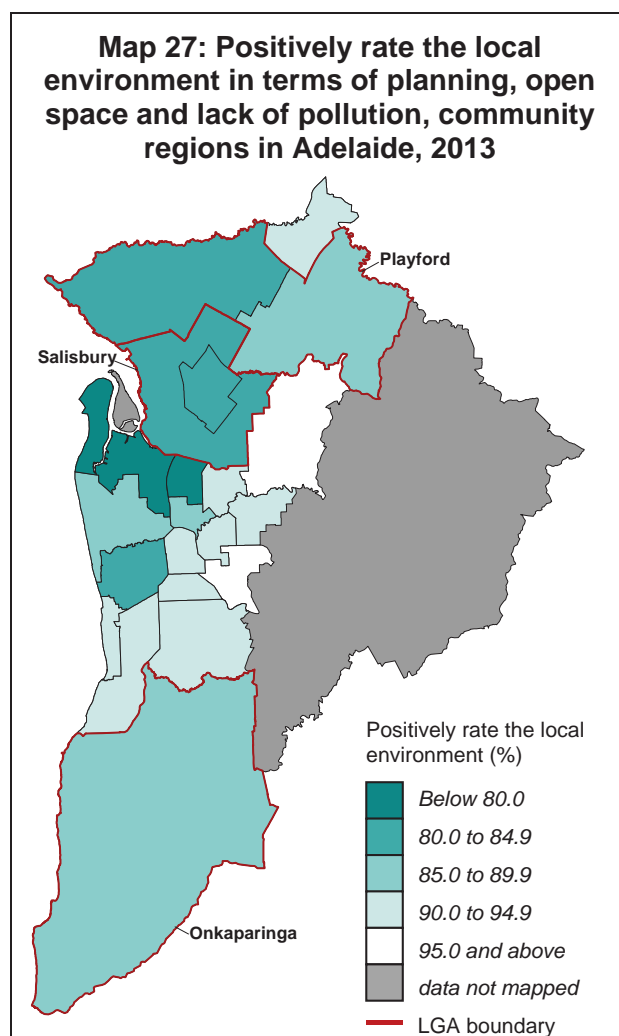 Map 27: Positively rate the local
environment in terms of planning, open
space and lack of pollution, community
regions in Adelaide, 2013
Playford
Salisbury
Onkaparinga
Positively rate the local
environment (%)
Below 80.0
80.0 to 84.9
85.0 to 89.9
90.0 to 94.9
95.0 and above
data not mapped
LGA boundary